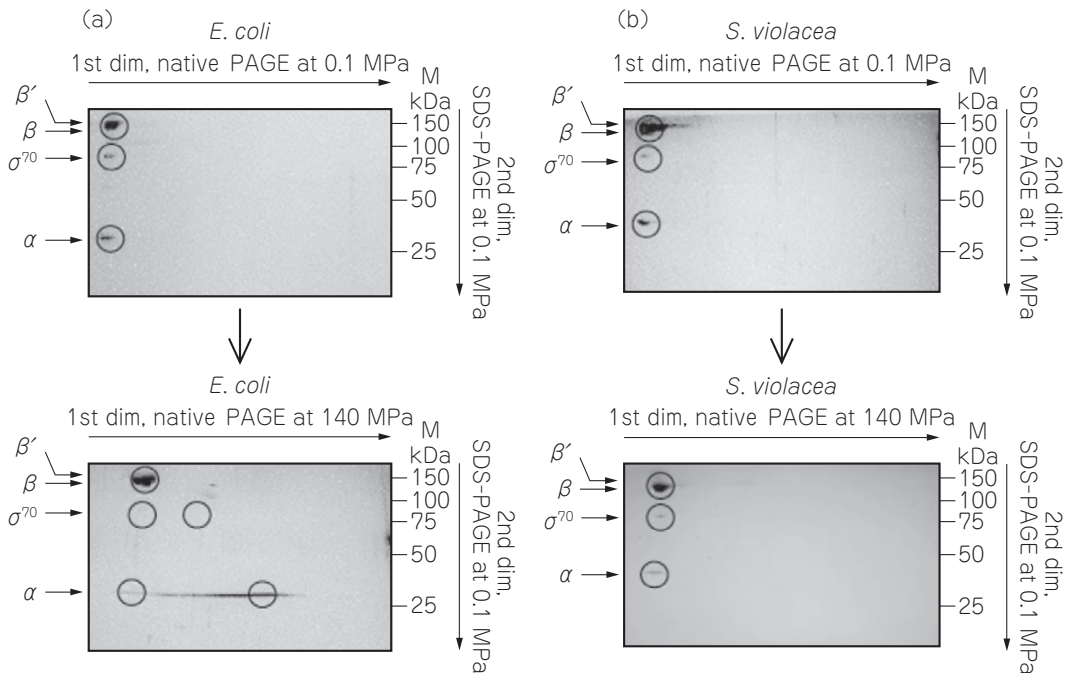 (a)
E. coli
1st dim, native PAGE at 0.1 MPa
M
kDa
β′
β
σ70
α
150
100
75
50
25
2nd dim,
SDS-PAGE at 0.1 MPa
E. coli
1st dim, native PAGE at 140 MPa
M
kDa
β′
β
σ70
α
150
100
75
50
25
2nd dim,
SDS-PAGE at 0.1 MPa
(b)
S. violacea
1st dim, native PAGE at 0.1 MPa
M
kDa
β′
β
σ70
α
150
100
75
50
25
2nd dim,
SDS-PAGE at 0.1 MPa
S. violacea
1st dim, native PAGE at 140 MPa
M
kDa
β′
β
σ70
α
150
100
75
50
25
2nd dim,
SDS-PAGE at 0.1 MPa